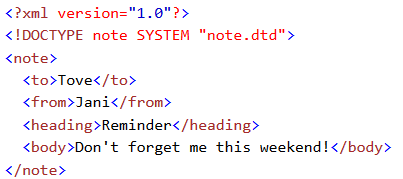 <?xml version="1.0"?>
<!DOCTYPE note SYSTEM "note.dtd">
<note>
  <to>Tove</to>
  <from>Jani</from>
  <heading>Reminder</heading>
  <body>Don't forget me this weekend!</body>
</note>